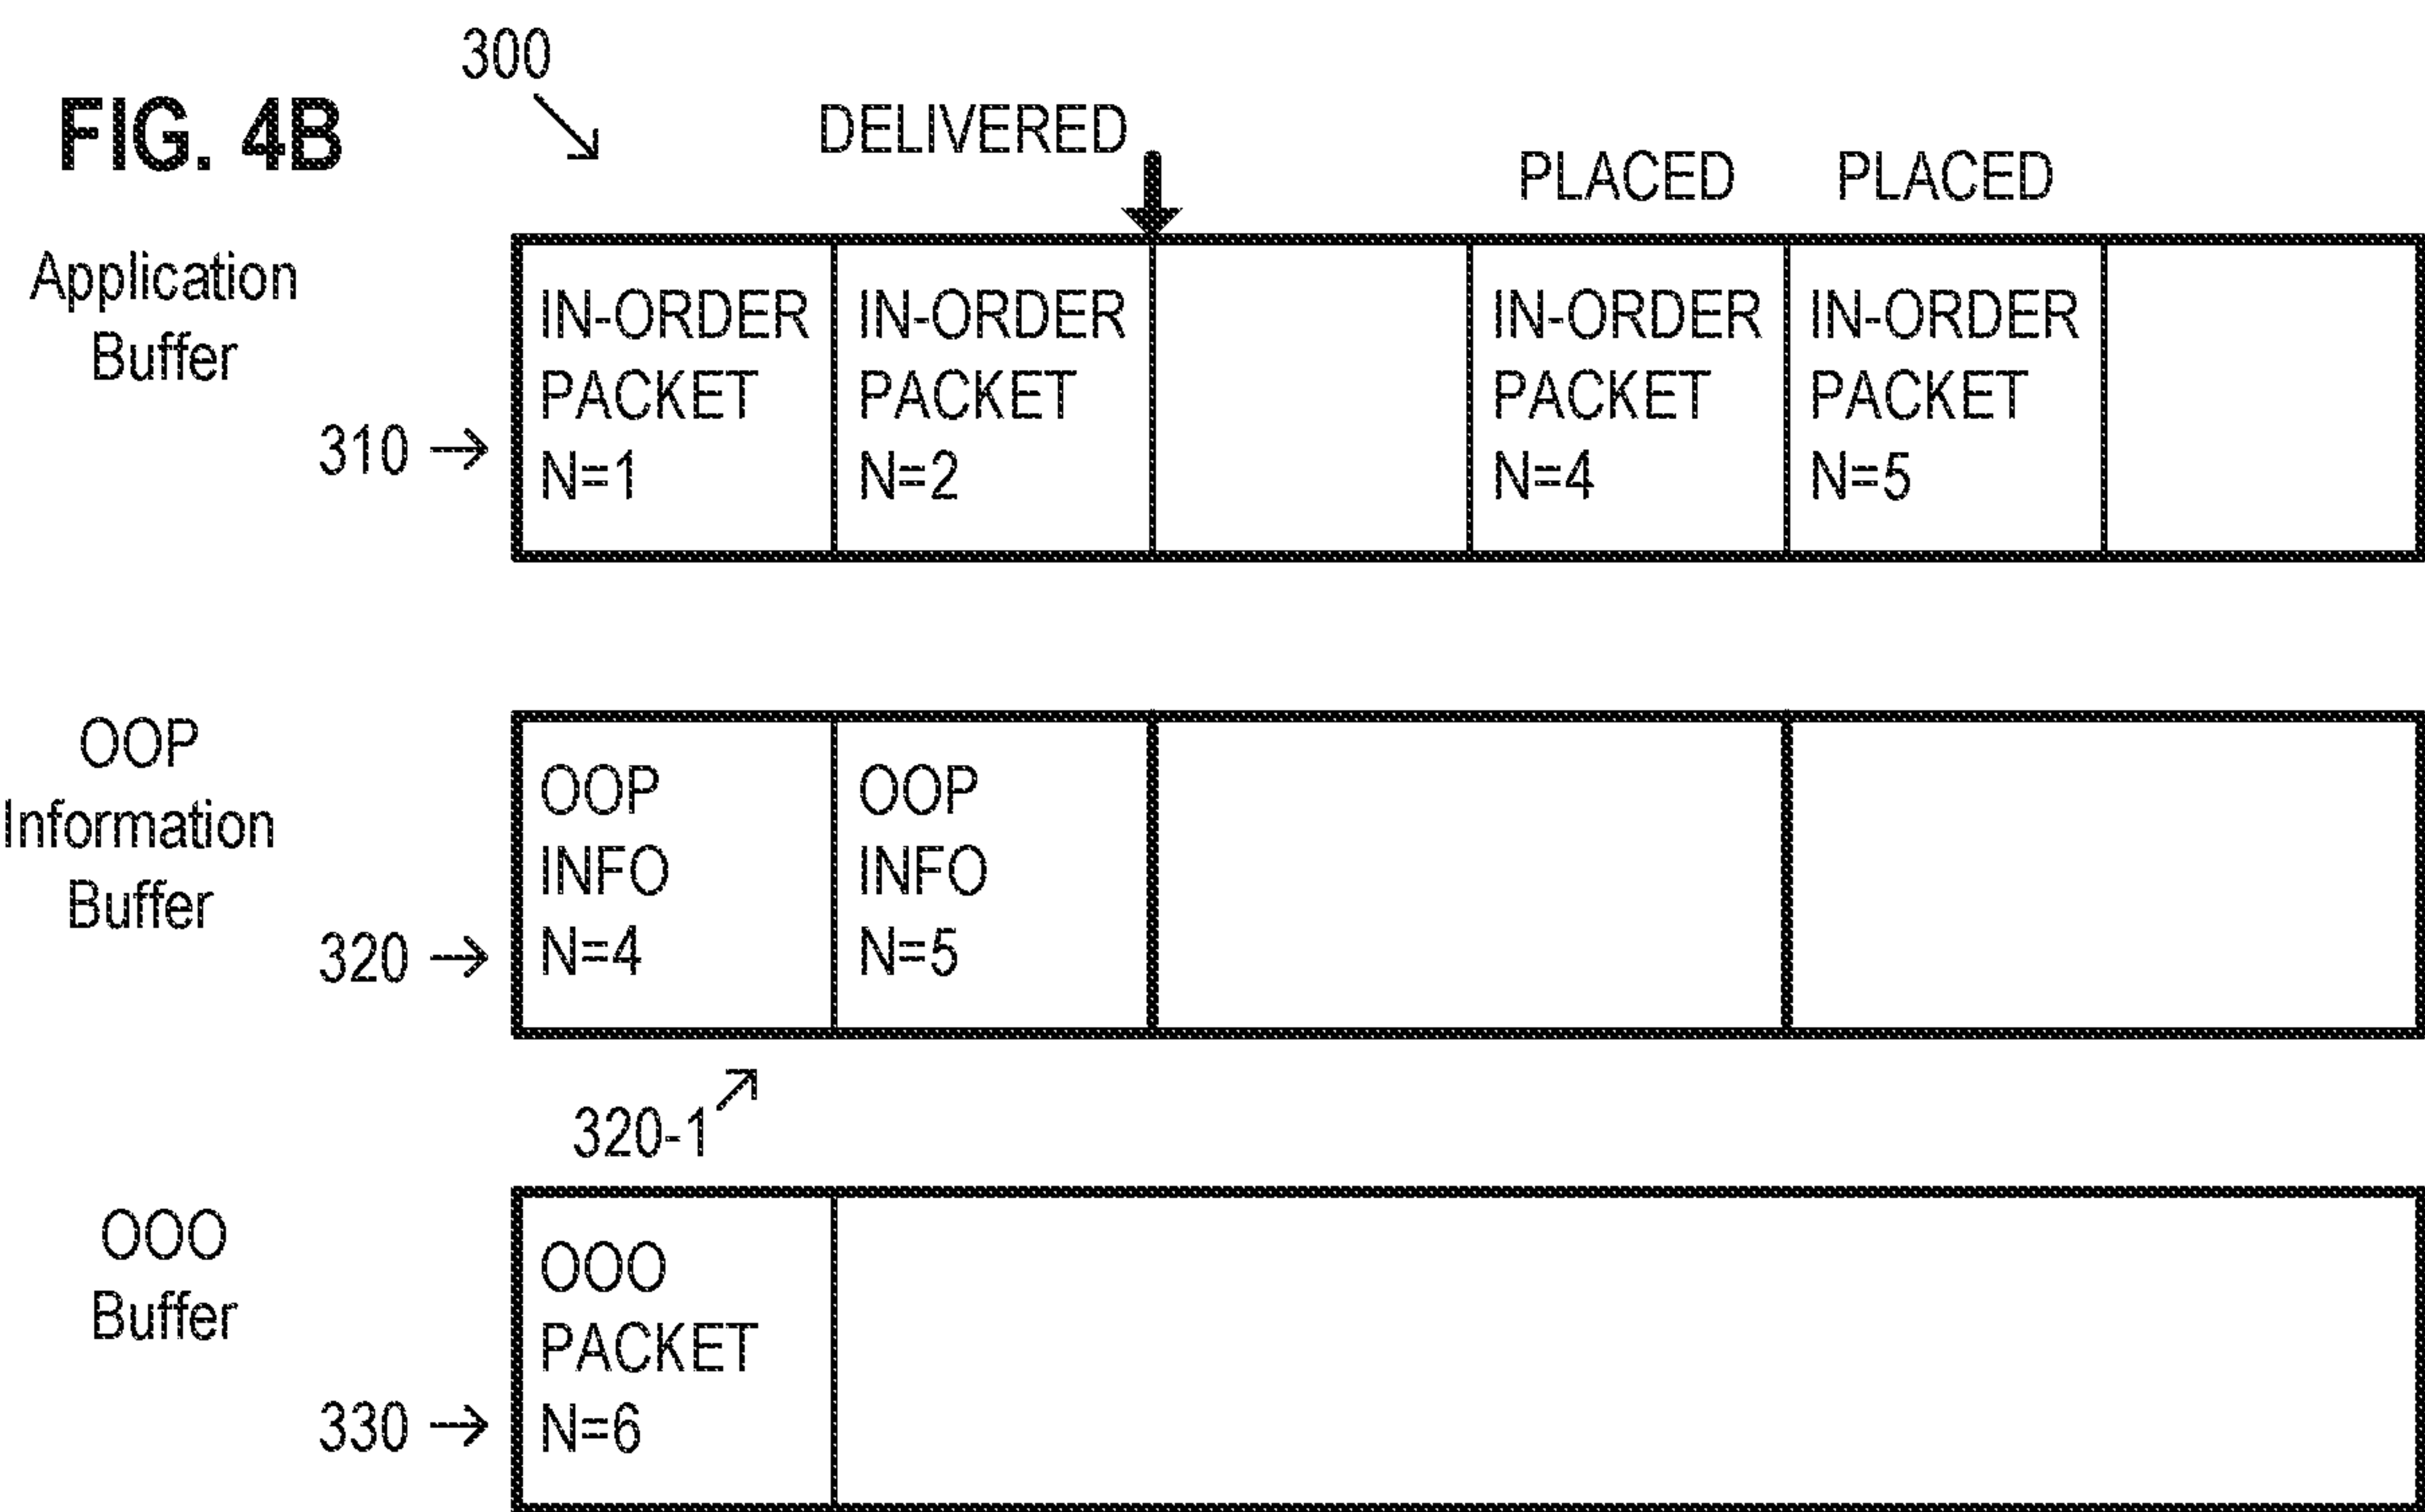 300
FIG. 4B
DELIVERED
PLACED
PLACED
Application
Buffer
310
IN-ORDER
PACKET
N=1
IN-ORDER
PACKET
N=2
IN-ORDER
PACKET
N=4
IN-ORDER
PACKET
N=5
OOP
Information
Buffer
320
OOP
INFO
N=4
OOP
INFO
N=5
320-1
OOO
Buffer
330
OOO
PACKET
N=6